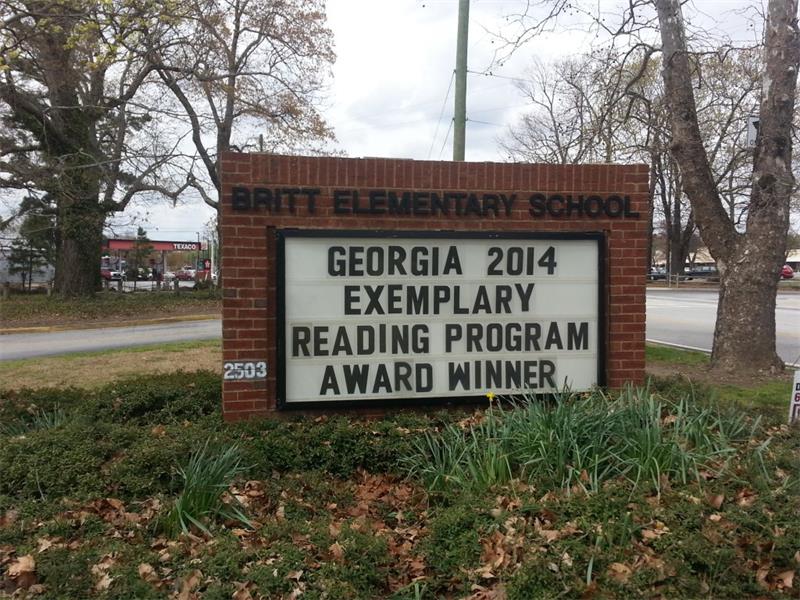 BRITT ELEMENTARY SCHOOL
GEORGIA 2014
EXEMPLARY
READING PROGRAM
AWARD WINNER
2503
TEXACO